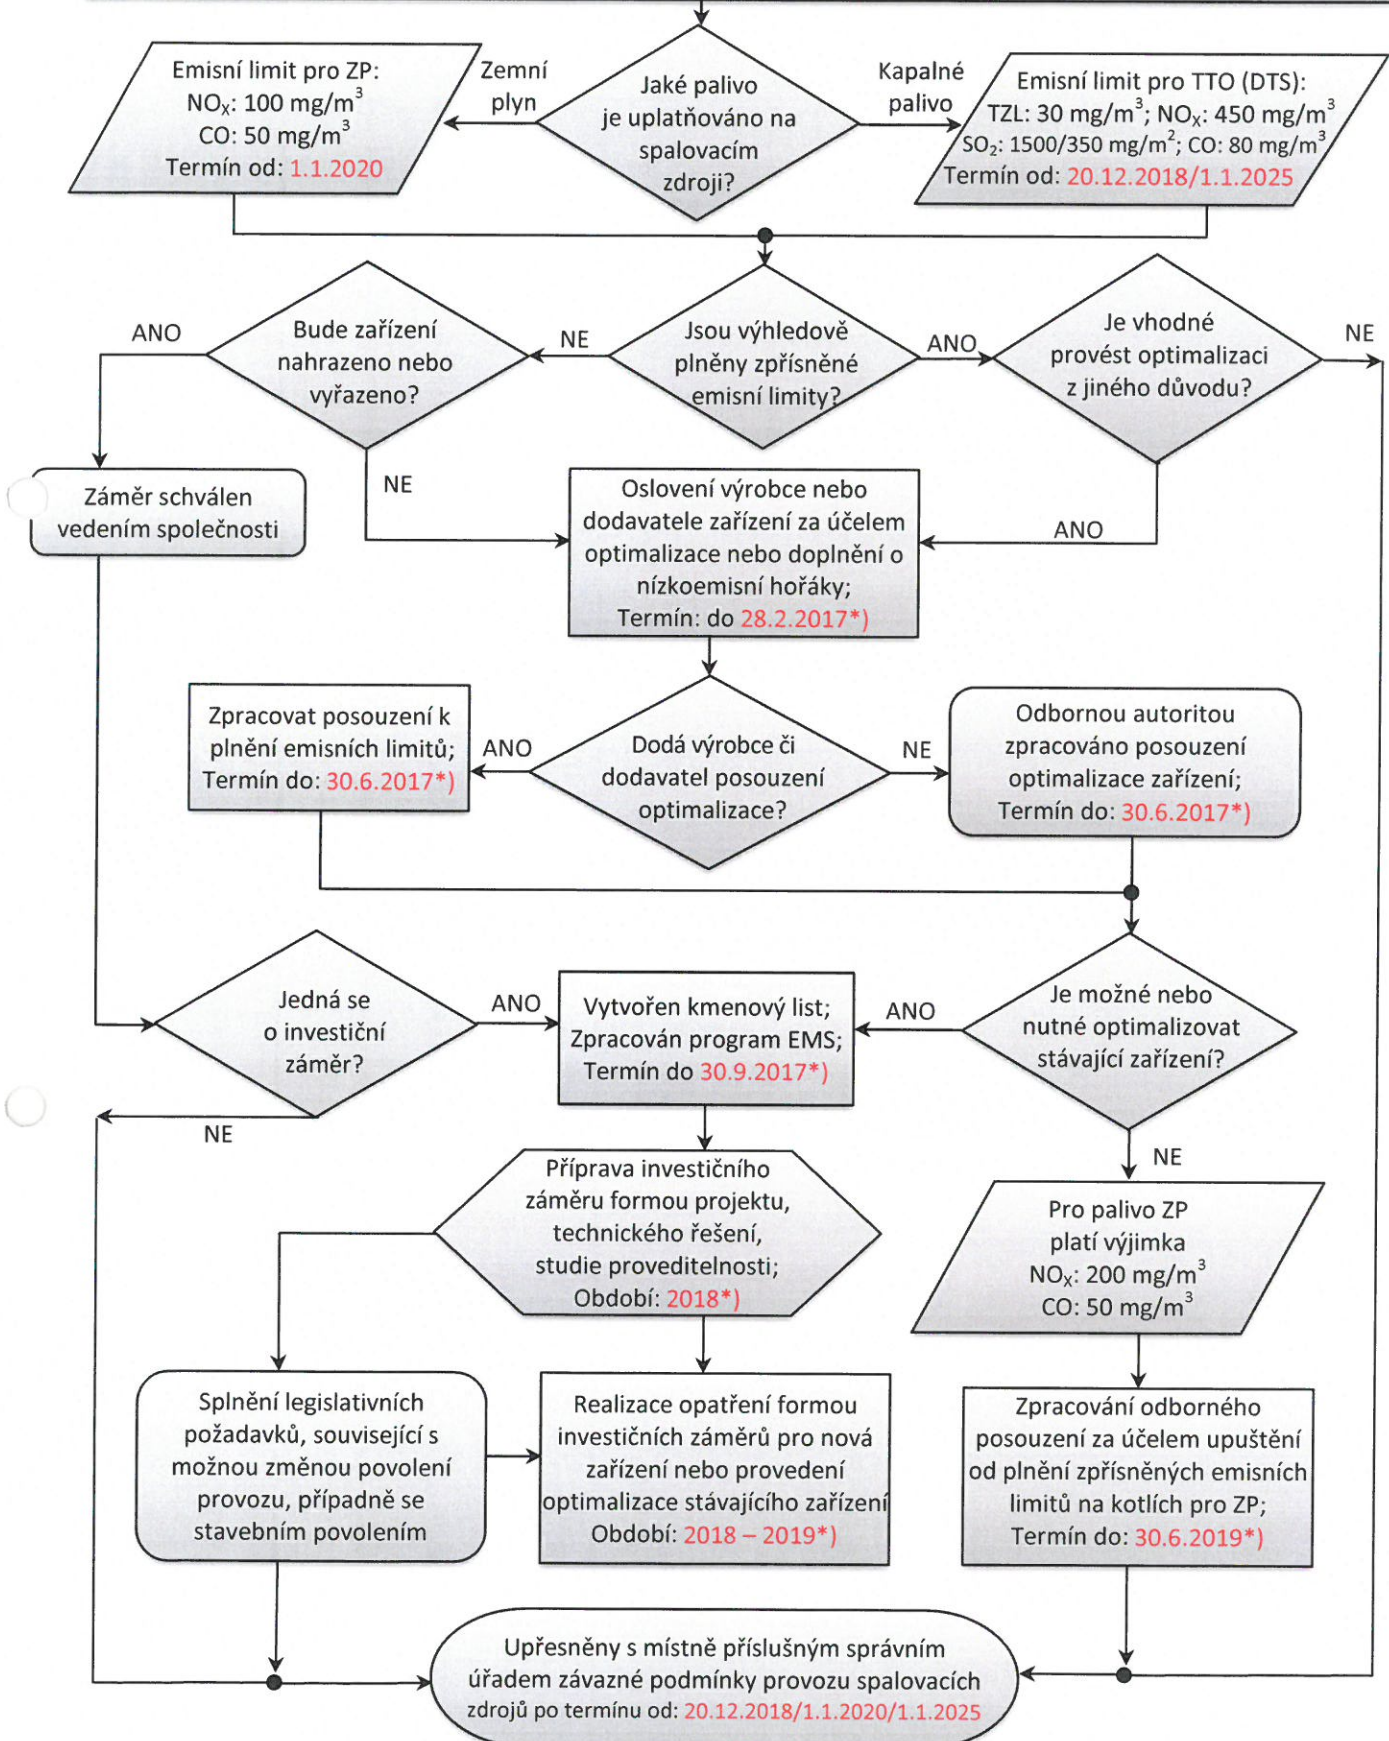 Jaké palivo
je uplatňováno na
spalovacím
zdroji?
Zemní
plyn
Emisní limit pro ZP:
NOX: 100 mg/m3
CO: 50 mg/m3
Termín od: 1.1.2020
Kapalné
palivo
Emisní limit pro TTO (DTS):
TZL: 30 mg/m3; NOX: 450 mg/m3
SO2: 1500/350 mg/m2; CO: 80 mg/m3
Termín od: 20.12.2018/1.1.2025
Jsou výhledově
plněny zpřísněné
emisní limity?
NE
ANO
Bude zařízení
nahrazeno nebo
vyřazeno?
ANO
NE
Je vhodné
provést optimalizaci
z jiného důvodu?
NE
ANO
Záměr schválen
vedením společnosti
Oslovení výrobce nebo
dodavatele zařízení za účelem
optimalizace nebo doplnění o
nízkoemisní hořáky;
Termín: do 28.2.2017*)
Dodá výrobce či
dodavatel posouzení
optimalizace?
ANO
NE
Zpracovat posouzení k
plnění emisních limitů;
Termín do: 30.6.2017*)
Odbornou autoritou
zpracováno posouzení
optimalizace zařízení;
Termín do: 30.6.2017*)
Jedná se
o investiční
záměr?
ANO
NE
Vytvořen kmenový list;
Zpracován program EMS;
Termín do 30.9.2017*)
ANO
Je možné nebo
nutné optimalizovat
stávající zařízení?
NE
Příprava investičního
záměru formou projektu,
technického řešení,
studie proveditelnosti;
Období: 2018*)
Pro palivo ZP
platí výjimka
NOX: 200 mg/m3
CO: 50 mg/m3
Splnění legislativních
požadavků, související s
možnou změnou povolení
provozu, případně se
stavebním povolením
Realizace opatření formou
investičních záměrů pro nová
zařízení nebo provedení
optimalizace stávajícího zařízení
Období: 2018 – 2019*)
Zpracování odborného
posouzení za účelem upuštění
od plnění zpřísněných emisních
limitů na kotlích pro ZP;
Termín do: 30.6.2019*)
Upřesněny s místně příslušným správním
úřadem závazné podmínky provozu spalovacích
zdrojů po termínu od: 20.12.2018/1.1.2020/1.1.2025